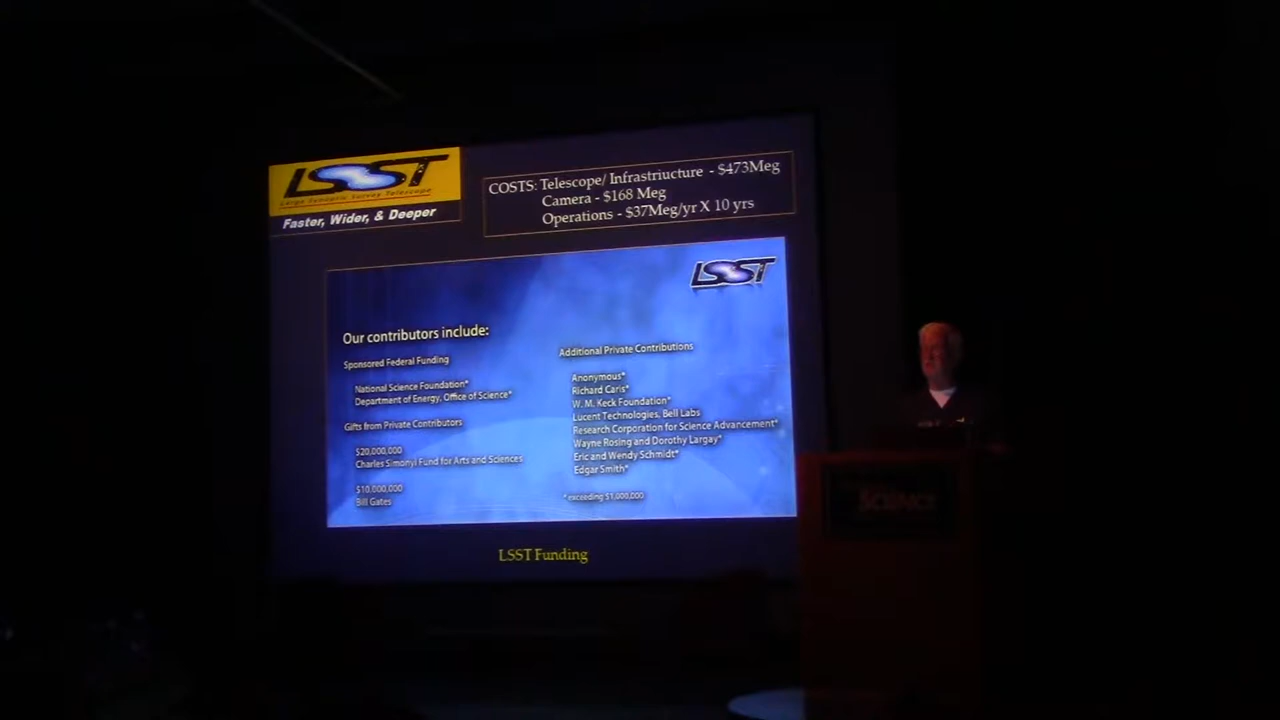 LSST
Large Synoptic Survey Telescope
Faster, Wider, & Deeper
COSTS: Telescope/ Infrastriucture - $473Meg
Camera - $168 Meg
Operations - $37Meg/yr X 10 yrs
LSST
Our contributors include:
Sponsored Federal Funding
National Science Foundation*
Department of Energy, Office of Science*
Gifts from Private Contributors
$20,000,000
Charles Simonyi Fund for Arts and Sciences
$10,000,000
Bill Gates
Additional Private Contributions
Anonymous*
Richard Caris*
W. M. Keck Foundation*
Lucent Technologies, Bell Labs
Research Corporation for Science Advancement*
Wayne Rosing and Dorothy Largay*
Eric and Wendy Schmidt*
Edgar Smith*
* exceeding $1,000,000
LSST Funding
SCIENCE